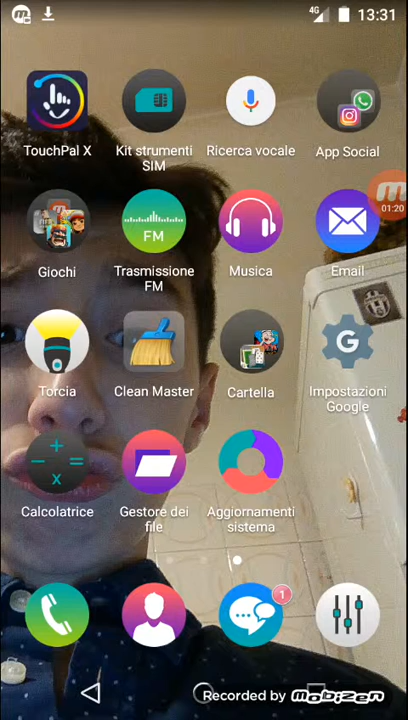 4G 13:31
TouchPal X
Kit strumenti
SIM
Ricerca vocale
App Social
01:20
Giochi
FM
Trasmissione
FM
Musica
Email
Torcia
Clean Master
Cartella
G
Impostazioni
Google
Calcolatrice
Gestore dei
file
Aggiornamenti
sistema
1
Recorded by MOBIZEN